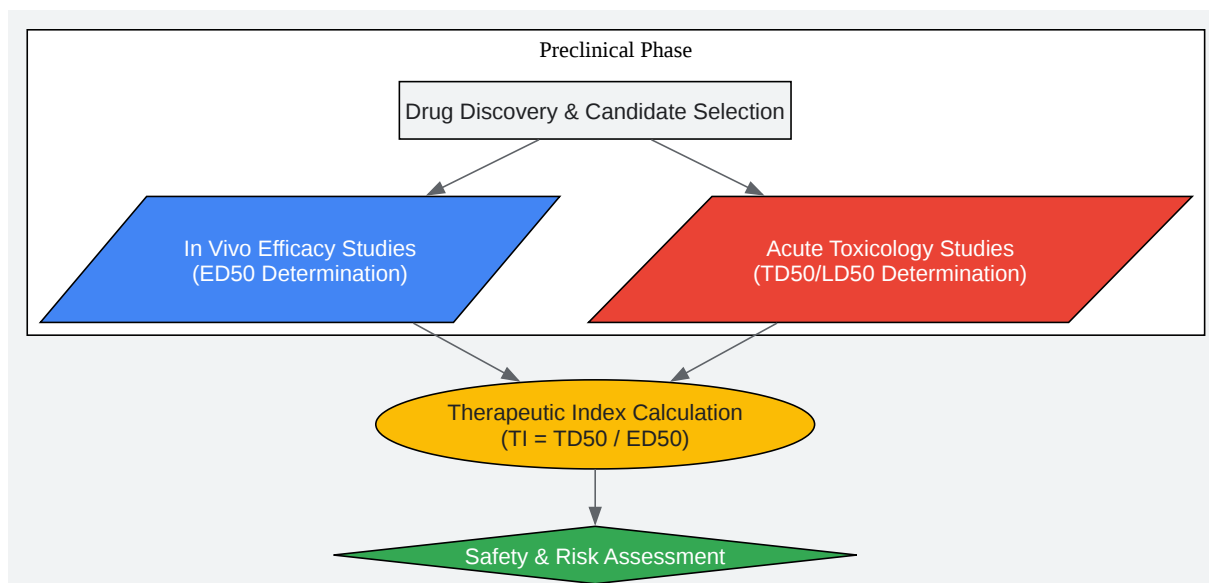 Preclinical Phase
Drug Discovery & Candidate Selection
In Vivo Efficacy Studies
(ED50 Determination)
Acute Toxicology Studies
(TD50/LD50 Determination)
Therapeutic Index Calculation
(TI = TD50 / ED50)
Safety & Risk Assessment